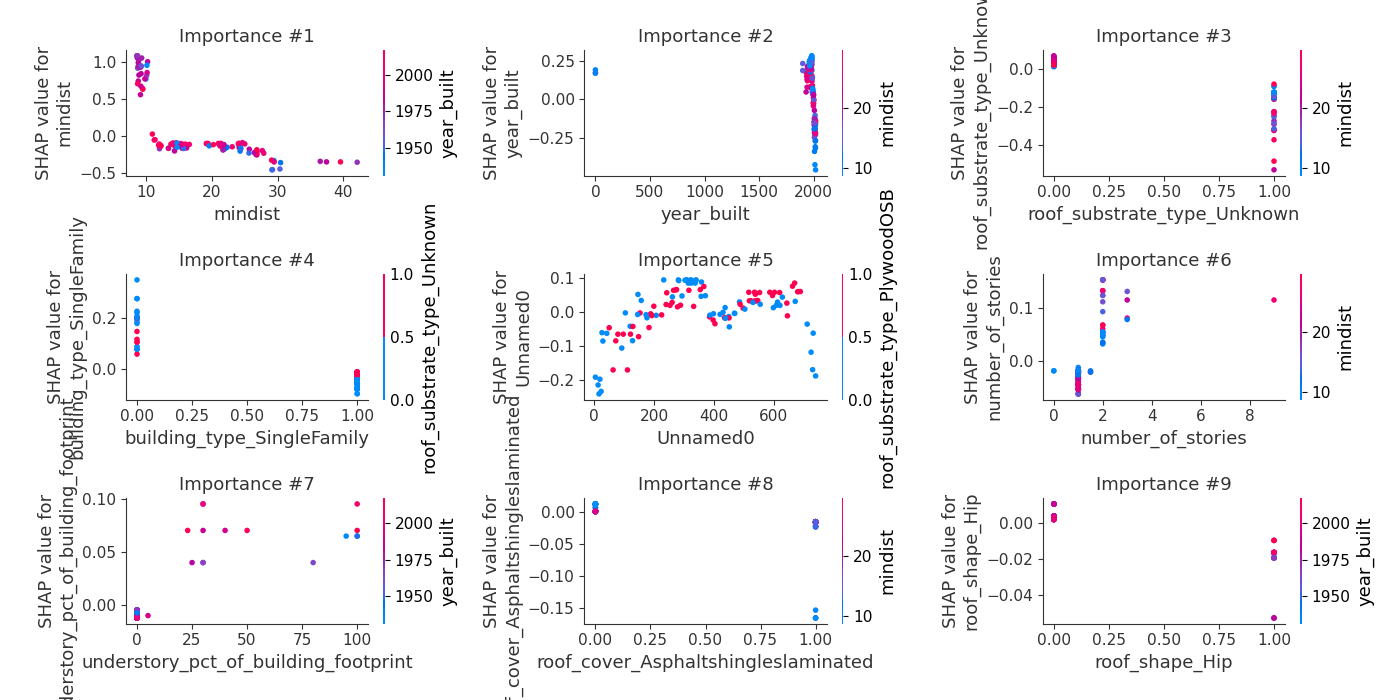 Importance #1
SHAP value for
mindist
1.0
0.5
0.0
−0.5
10
20
30
40
mindist
2000
1975
1950
year_built
Importance #2
SHAP value for
year_built
0.25
0.00
−0.25
0
500
1000
1500
2000
year_built
20
10
mindist
Importance #3
SHAP value for
roof_substrate_type_Unknow
0.0
−0.2
−0.4
0.00
0.25
0.50
0.75
1.00
roof_substrate_type_Unknown
20
10
mindist
Importance #4
SHAP value for
building_type_SingleFamily
0.2
0.0
0.00
0.25
0.50
0.75
1.00
building_type_SingleFamily
1.0
0.5
0.0
roof_substrate_type_Unknown
Importance #5
SHAP value for
Unnamed0
0.1
0.0
−0.1
−0.2
0
200
400
600
Unnamed0
1.0
0.5
0.0
roof_substrate_type_PlywoodOSB
Importance #6
SHAP value for
number_of_stories
0.1
0.0
0
2
4
6
8
number_of_stories
20
10
mindist
Importance #7
SHAP value for
derstory_pct_of_building_footprint
0.10
0.05
0.00
0
25
50
75
100
understory_pct_of_building_footprint
2000
1975
1950
year_built
Importance #8
SHAP value for
f_cover_Asphaltshingleslaminated
0.00
−0.05
−0.10
−0.15
0.00
0.25
0.50
0.75
1.00
roof_cover_Asphaltshingleslaminated
20
10
mindist
Importance #9
SHAP value for
roof_shape_Hip
0.00
−0.02
−0.04
0.00
0.25
0.50
0.75
1.00
roof_shape_Hip
2000
1975
1950
year_built